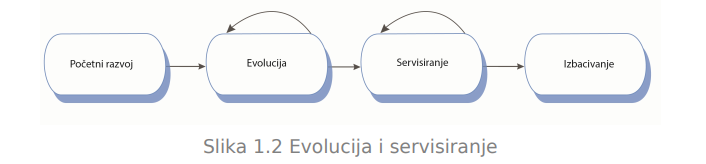 Početni razvoj
Evolucija
Servisiranje
Izbacivanje
Slika 1.2 Evolucija i servisiranje